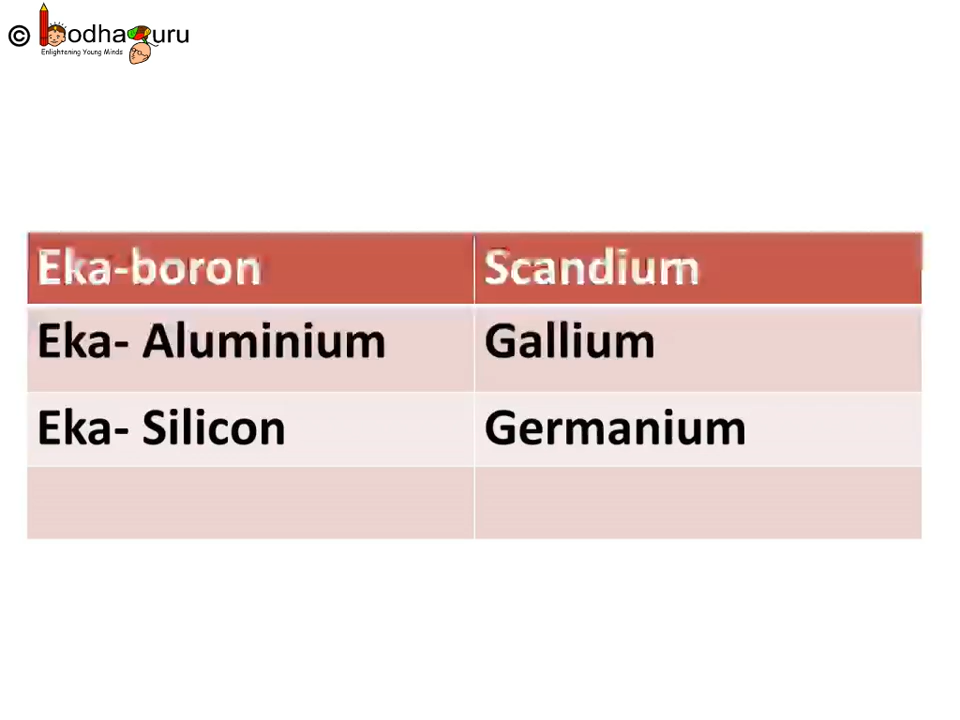 © bodhaGuru
Enlightening Young Minds
Eka-boron Scandium
Eka- Aluminium Gallium
Eka- Silicon Germanium